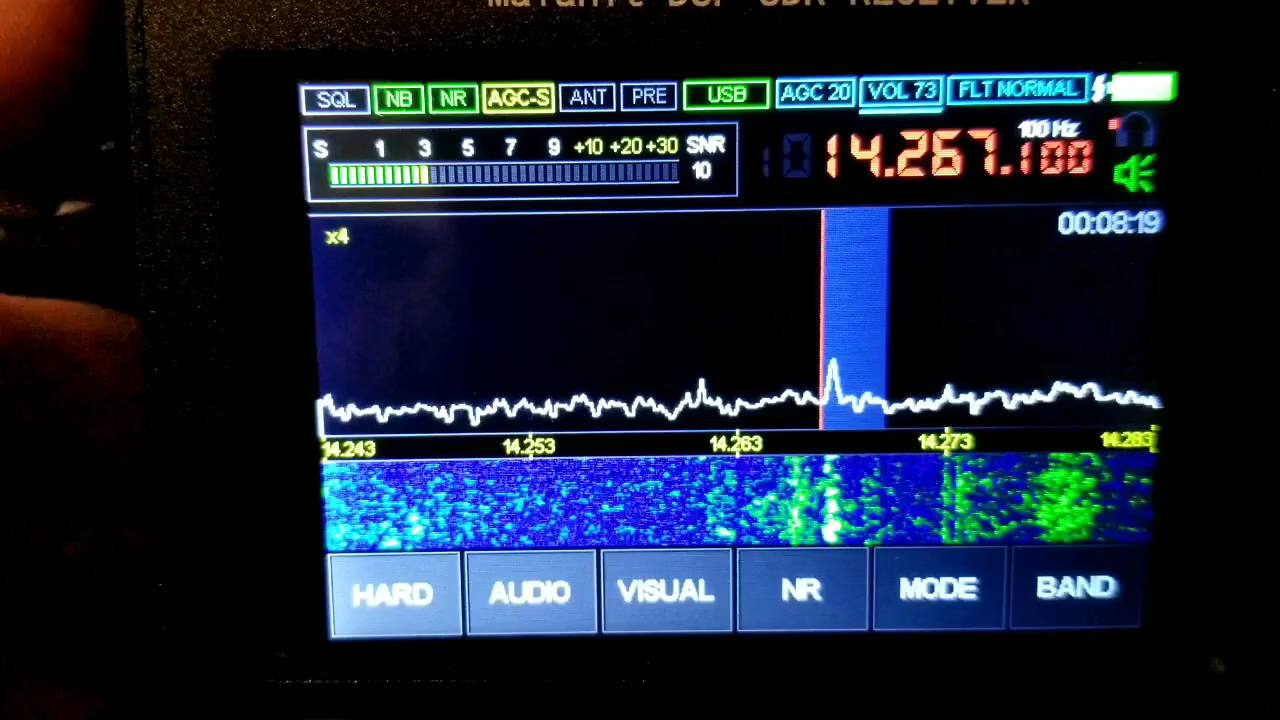 SQL NB NR AGC-S ANT PRE USB AGC 20 VOL 73 FLT NORMAL
S 1 3 5 7 9 +10 +20 +30 SNR
10
100 Hz
14.267.100
x4
00:08:19
14.243 14.253 14.263 14.273 14.283
HARD AUDIO VISUAL NR MODE BAND